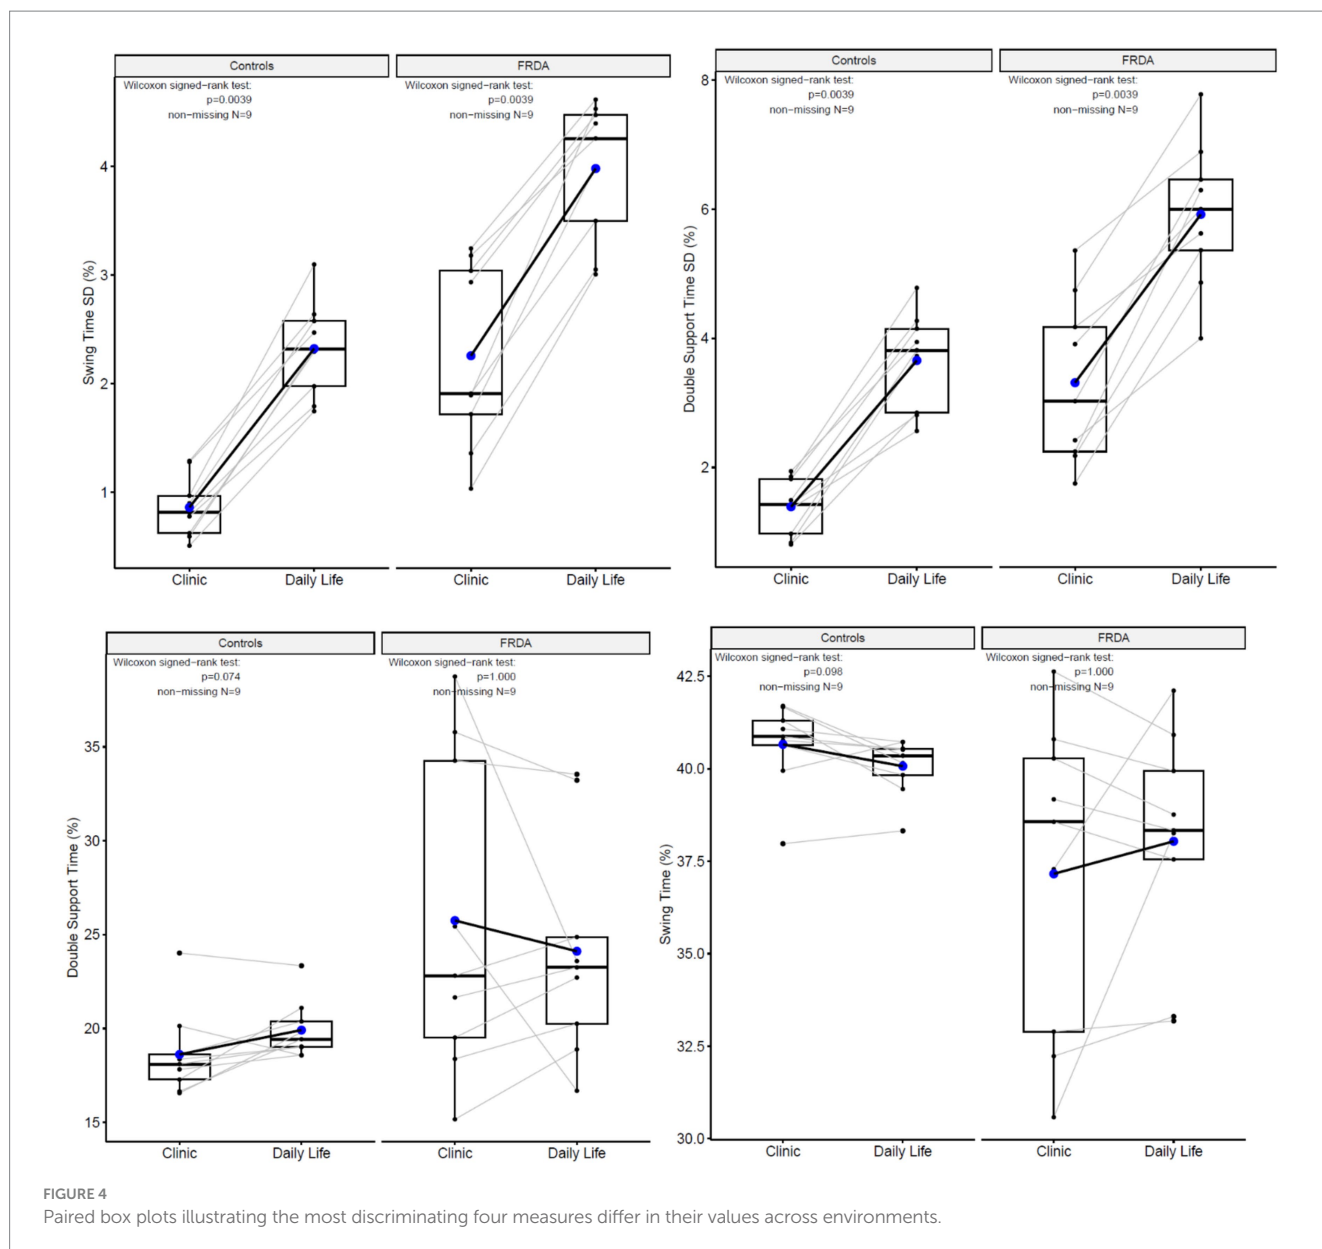 Controls
FRDA
Wilcoxon signed-rank test:
p=0.0039
non-missing N=9
Wilcoxon signed-rank test:
p=0.0039
non-missing N=9
Swing Time SD (%)
4
3
2
1
Clinic
Daily Life
Clinic
Daily Life
Controls
FRDA
Wilcoxon signed-rank test:
p=0.0039
non-missing N=9
Wilcoxon signed-rank test:
p=0.0039
non-missing N=9
Double Support Time SD (%)
8
6
4
2
Clinic
Daily Life
Clinic
Daily Life
Controls
FRDA
Wilcoxon signed-rank test:
p=0.074
non-missing N=9
Wilcoxon signed-rank test:
p=1.000
non-missing N=9
Double Support Time (%)
35
30
25
20
15
Clinic
Daily Life
Clinic
Daily Life
Controls
FRDA
Wilcoxon signed-rank test:
p=0.098
non-missing N=9
Wilcoxon signed-rank test:
p=1.000
non-missing N=9
Swing Time (%)
42.5
40.0
37.5
35.0
32.5
30.0
Clinic
Daily Life
Clinic
Daily Life
FIGURE 4
Paired box plots illustrating the most discriminating four measures differ in their values across environments.